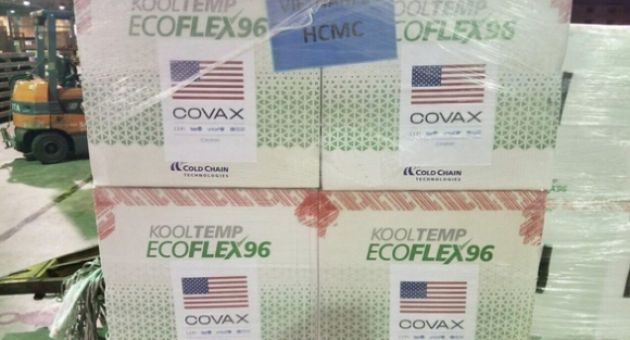 KOOLTEMP
ECOFLEX96
COVAX
COLD CHAIN
TECHNOLOGIES
HCMC
KOOLTEMP
ECOFLEX96
COVAX
COLD CHAIN
TECHNOLOGIES
KOOLTEMP
ECOFLEX96
COVAX
KOOLTEMP
ECOFLEX96
COVAX